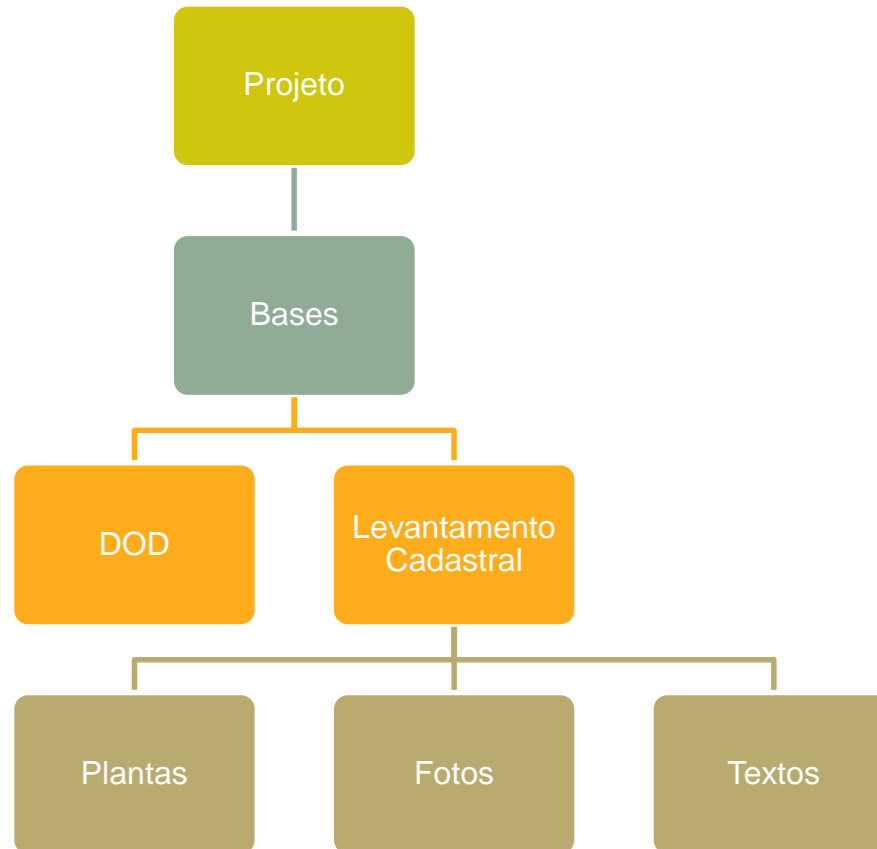 Projeto
Bases
DOD
Levantamento
Cadastral
Plantas
Fotos
Textos